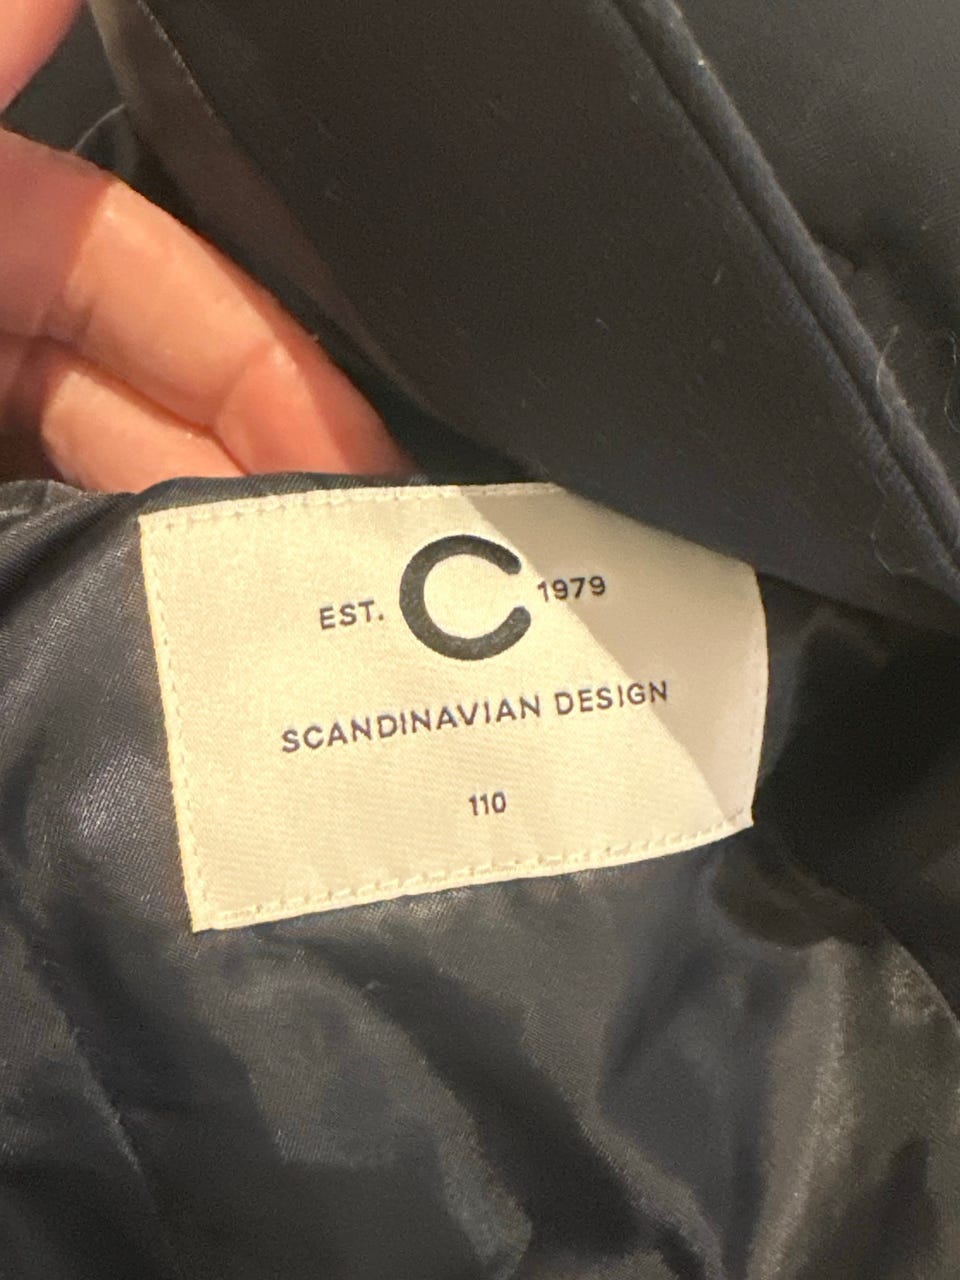 EST. C 1979
SCANDINAVIAN DESIGN
110